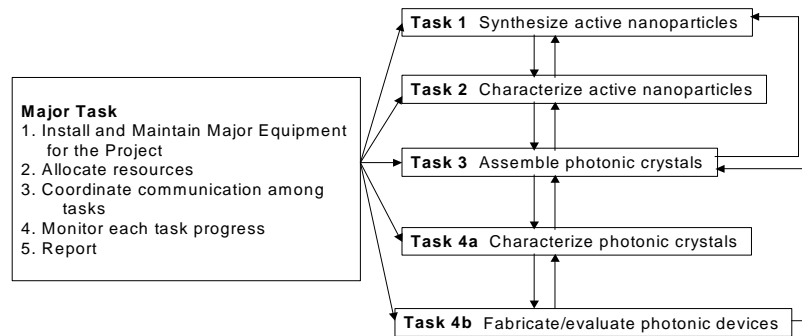 Major Task
1. Install and Maintain Major Equipment
for the Project
2. Allocate resources
3. Coordinate communication among
tasks
4. Monitor each task progress
5. Report
Task 1 Synthesize active nanoparticles
Task 2 Characterize active nanoparticles
Task 3 Assemble photonic crystals
Task 4a Characterize photonic crystals
Task 4b Fabricate/evaluate photonic devices